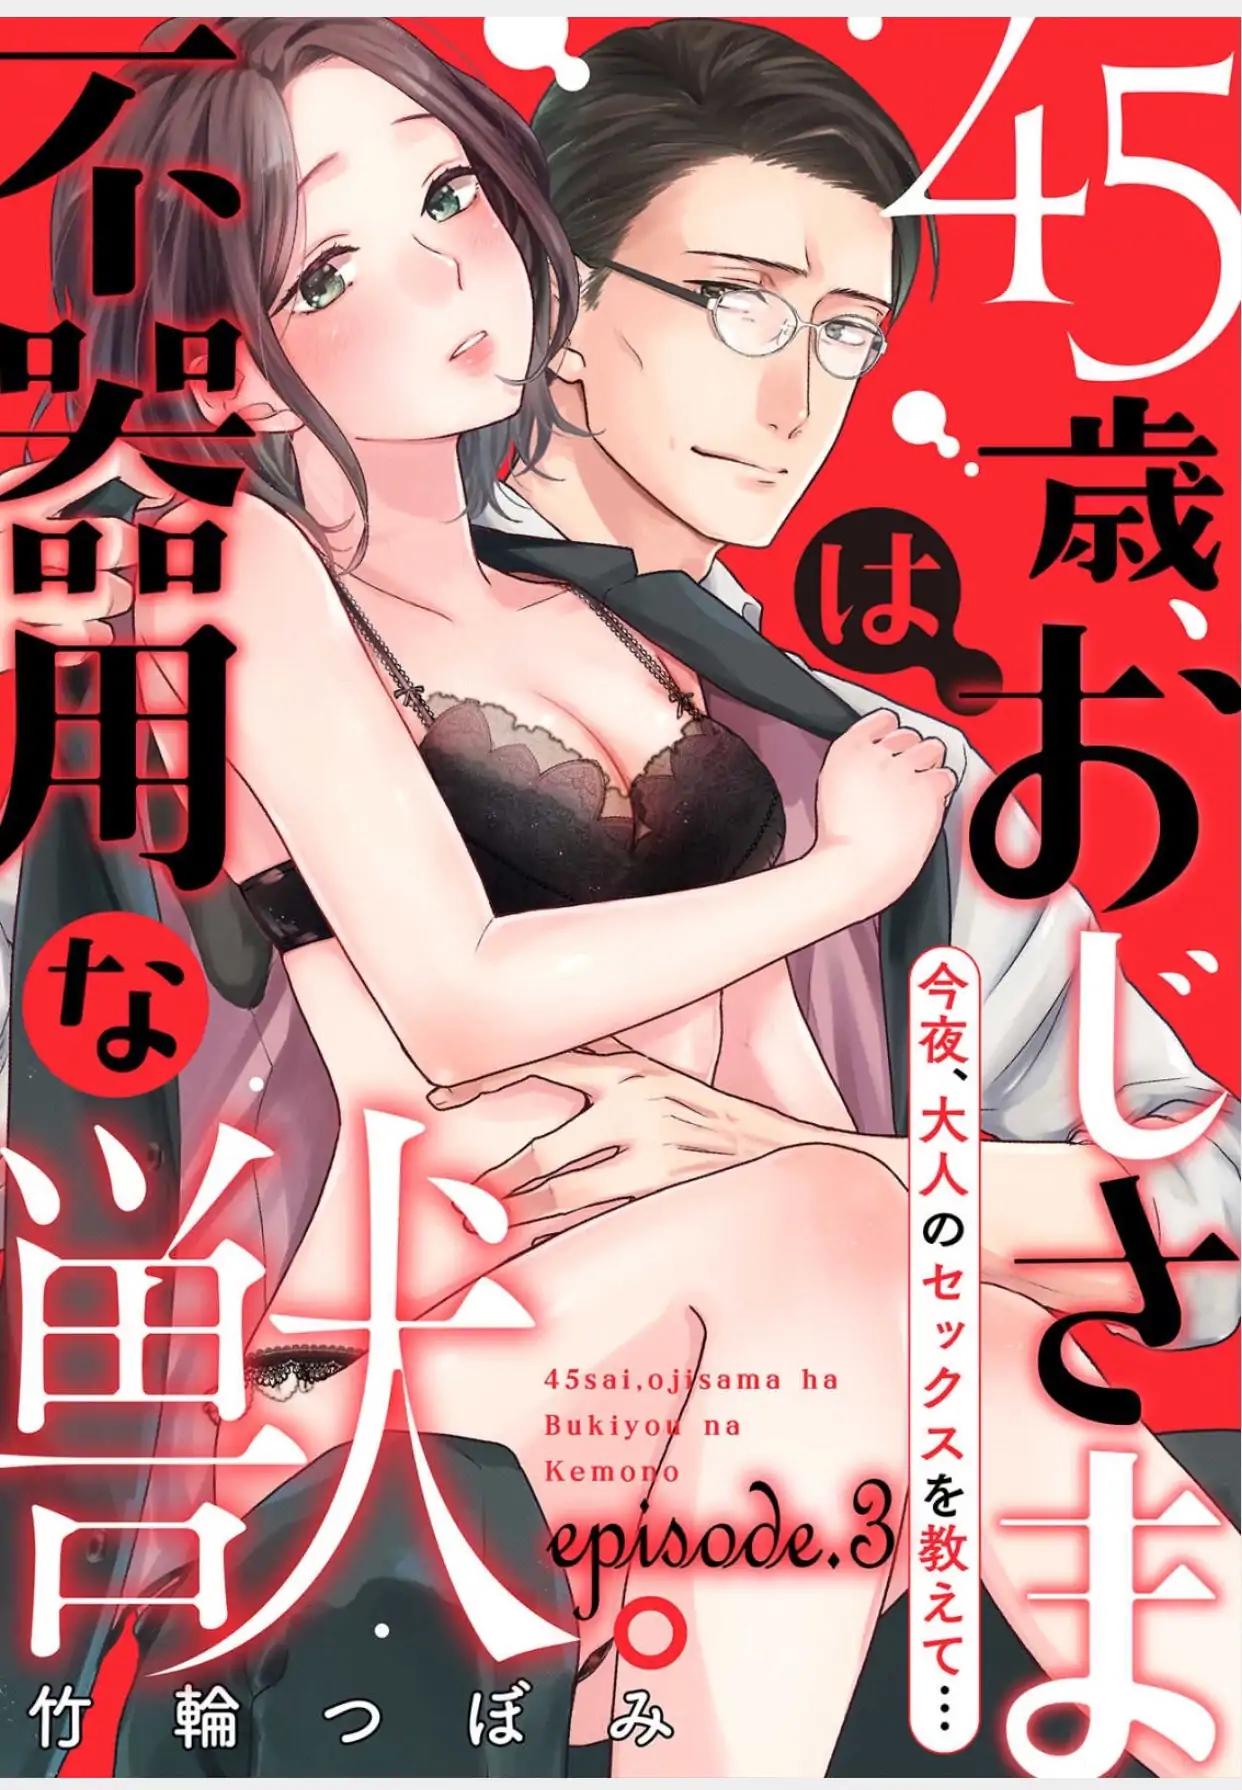 45歳、おじさま
は、
不器用な
獣。
今夜、大人のセックスを教えて…
45sai,ojisama ha
Bukiyou na
Kemono
episode.3
竹輪つぼみ